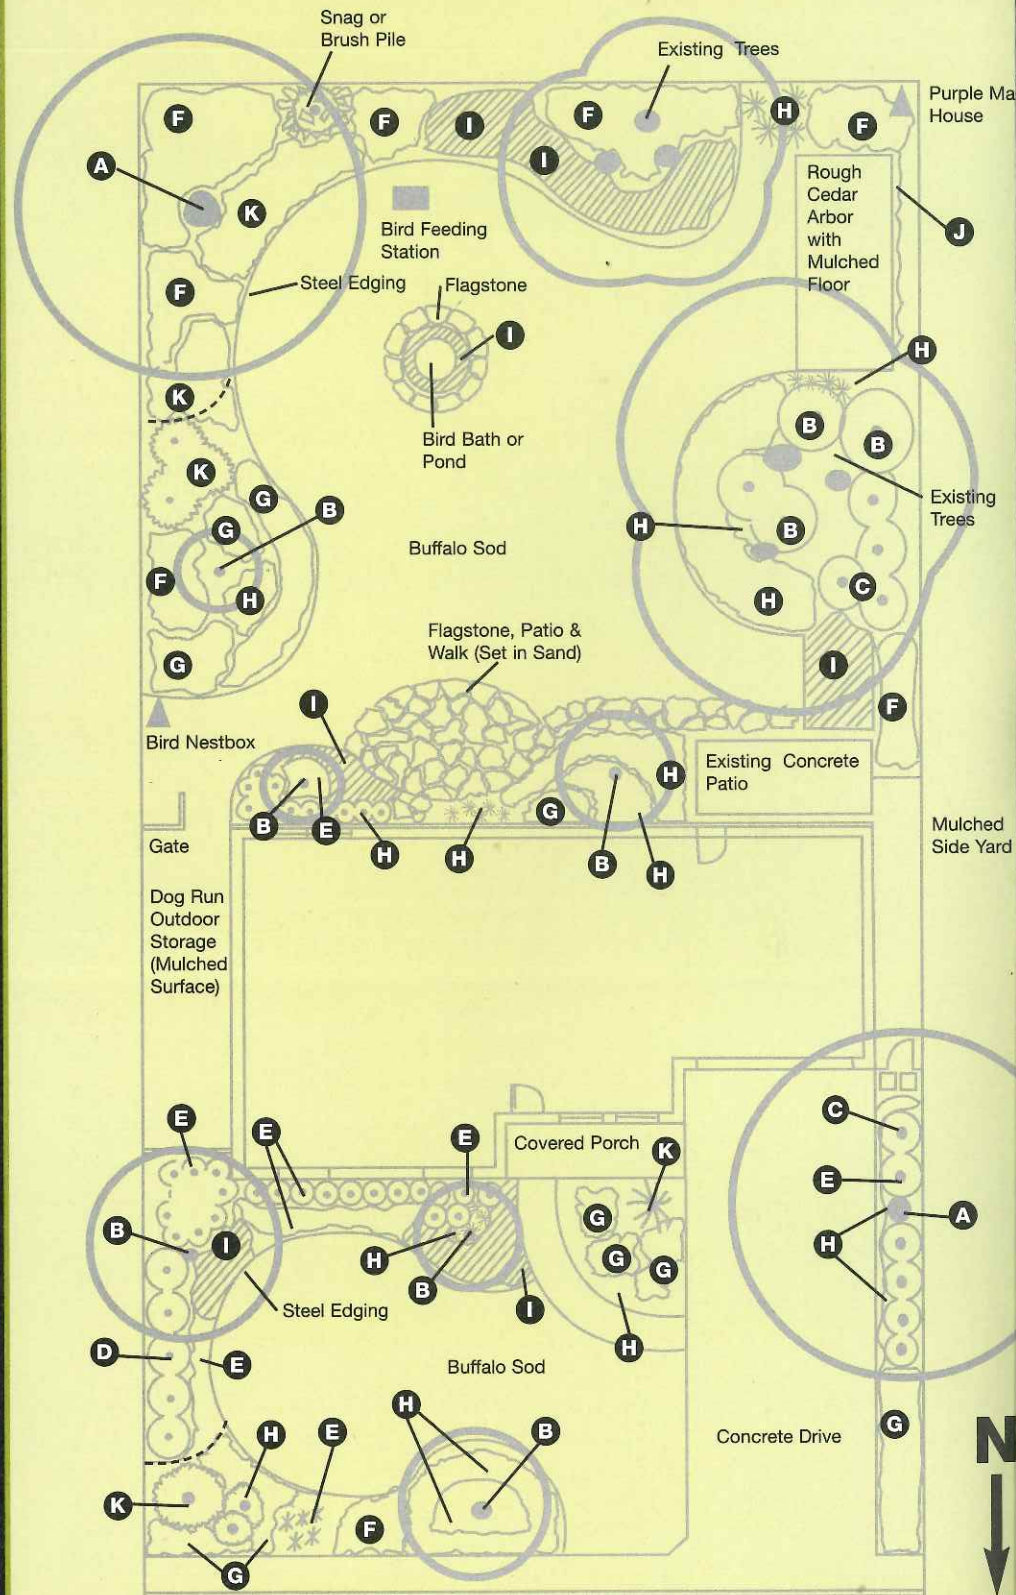 Snag or
Brush Pile
Existing Trees
Purple Ma
House
F
F
I
F
H
F
A
I
K
Rough
Cedar
Arbor
with
Mulched
Floor
J
Bird Feeding
Station
F
Steel Edging
Flagstone
I
H
K
Bird Bath or
Pond
B
B
K
G
B
Existing
Trees
G
H
B
Buffalo Sod
F
H
H
C
Flagstone, Patio &
Walk (Set in Sand)
G
I
I
F
Bird Nestbox
Existing Concrete
Patio
H
G
B
E
H
H
B
H
Gate
Mulched
Side Yard
Dog Run
Outdoor
Storage
(Mulched
Surface)
E
E
E
Covered Porch
K
C
E
A
B
I
H
B
G
G
G
H
I
Steel Edging
H
D
E
Buffalo Sod
H
E
H
B
G
Concrete Drive
N
K
F
G